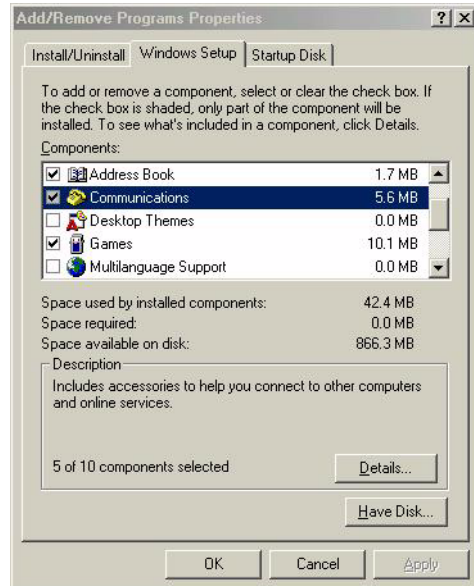 Add/Remove Programs Properties
Install/Uninstall Windows Setup Startup Disk
To add or remove a component, select or clear the check box. If
the check box is shaded, only part of the component will be
installed. To see what's included in a component, click Details.
Components:
Address Book 1.7 MB
Communications 5.6 MB
Desktop Themes 0.0 MB
Games 10.1 MB
Multilanguage Support 0.0 MB
Space used by installed components: 42.4 MB
Space required: 0.0 MB
Space available on disk: 866.3 MB
Description
Includes accessories to help you connect to other computers
and online services.
5 of 10 components selected Details...
Have Disk...
OK Cancel Apply